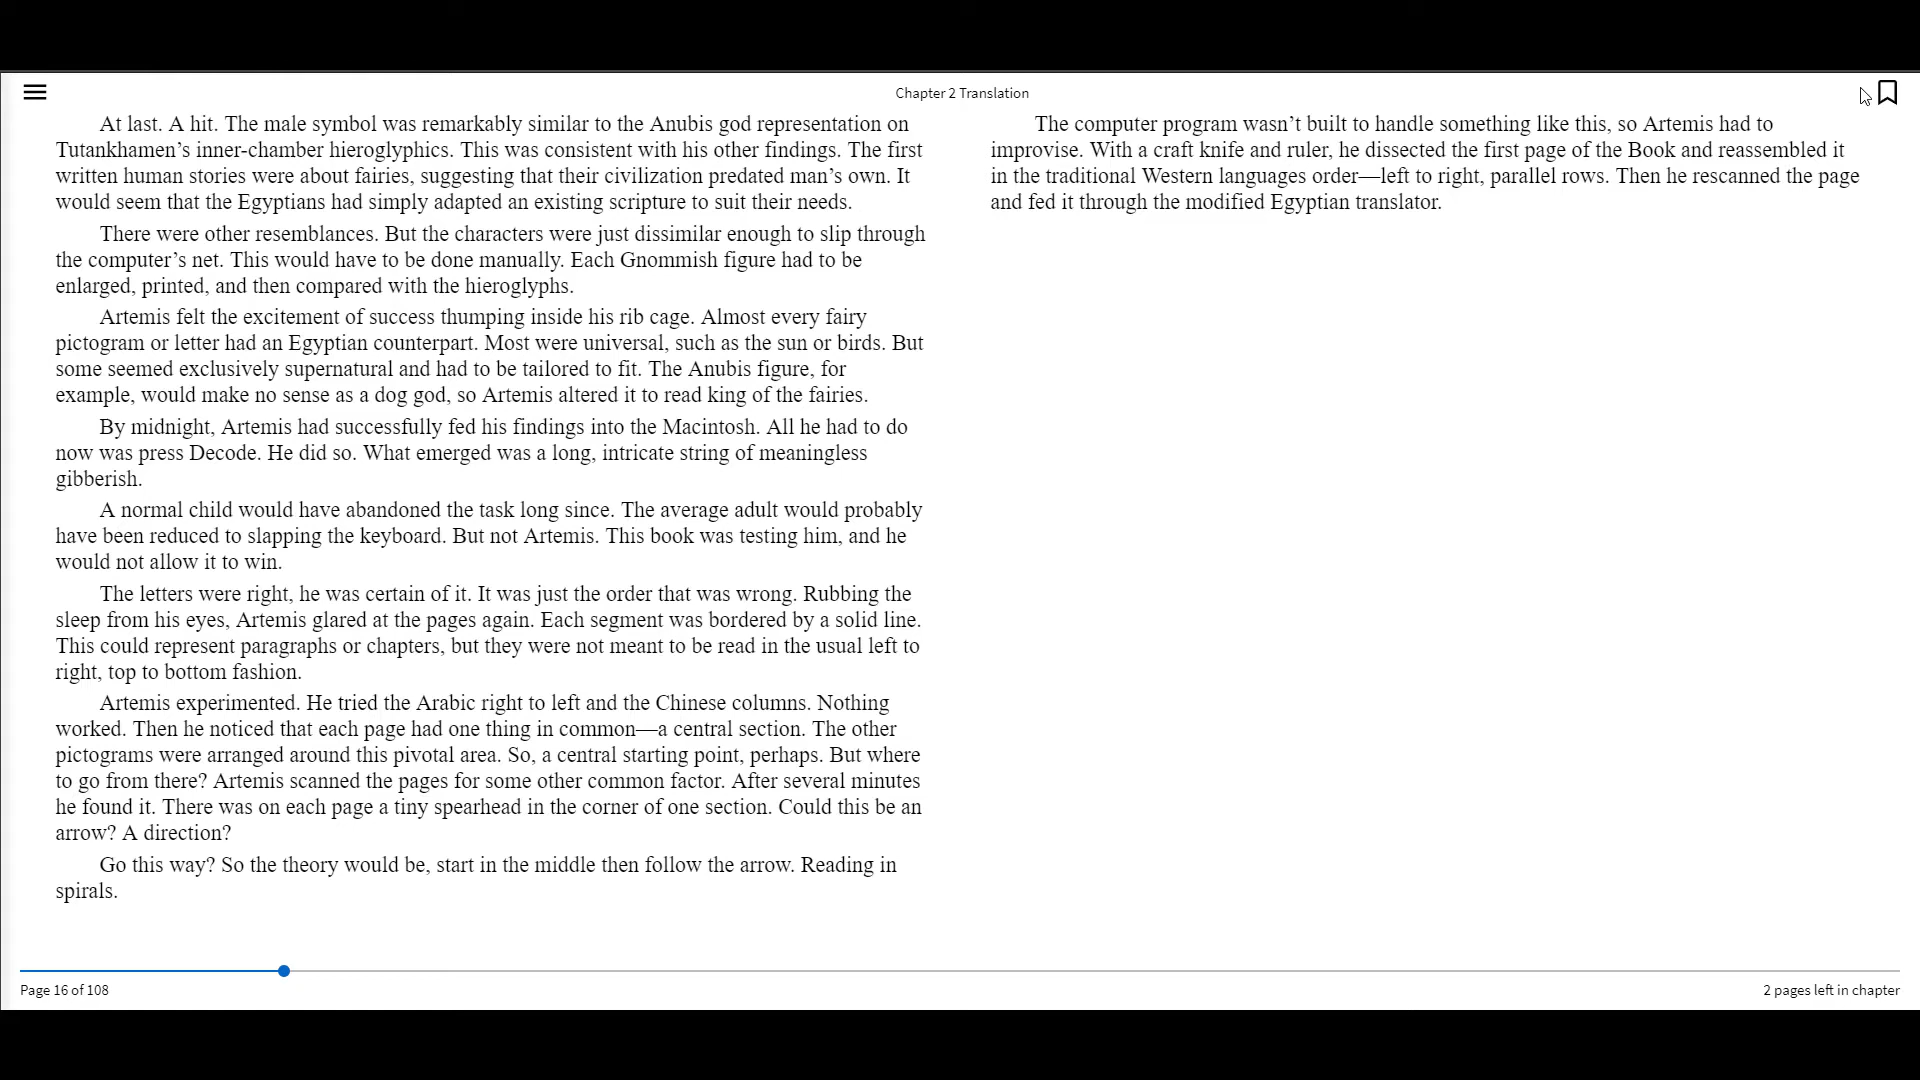 Chapter 2 Translation
At last. A hit. The male symbol was remarkably similar to the Anubis god representation on
Tutankhamen’s inner-chamber hieroglyphics. This was consistent with his other findings. The first
written human stories were about fairies, suggesting that their civilization predated man’s own. It
would seem that the Egyptians had simply adapted an existing scripture to suit their needs.
There were other resemblances. But the characters were just dissimilar enough to slip through
the computer’s net. This would have to be done manually. Each Gnommish figure had to be
enlarged, printed, and then compared with the hieroglyphs.
Artemis felt the excitement of success thumping inside his rib cage. Almost every fairy
pictogram or letter had an Egyptian counterpart. Most were universal, such as the sun or birds. But
some seemed exclusively supernatural and had to be tailored to fit. The Anubis figure, for
example, would make no sense as a dog god, so Artemis altered it to read king of the fairies.
By midnight, Artemis had successfully fed his findings into the Macintosh. All he had to do
now was press Decode. He did so. What emerged was a long, intricate string of meaningless
gibberish.
A normal child would have abandoned the task long since. The average adult would probably
have been reduced to slapping the keyboard. But not Artemis. This book was testing him, and he
would not allow it to win.
The letters were right, he was certain of it. It was just the order that was wrong. Rubbing the
sleep from his eyes, Artemis glared at the pages again. Each segment was bordered by a solid line.
This could represent paragraphs or chapters, but they were not meant to be read in the usual left to
right, top to bottom fashion.
Artemis experimented. He tried the Arabic right to left and the Chinese columns. Nothing
worked. Then he noticed that each page had one thing in common—a central section. The other
pictograms were arranged around this pivotal area. So, a central starting point, perhaps. But where
to go from there? Artemis scanned the pages for some other common factor. After several minutes
he found it. There was on each page a tiny spearhead in the corner of one section. Could this be an
arrow? A direction?
Go this way? So the theory would be, start in the middle then follow the arrow. Reading in
spirals.
The computer program wasn’t built to handle something like this, so Artemis had to
improvise. With a craft knife and ruler, he dissected the first page of the Book and reassembled it
in the traditional Western languages order—left to right, parallel rows. Then he rescanned the page
and fed it through the modified Egyptian translator.
Page 16 of 108
2 pages left in chapter